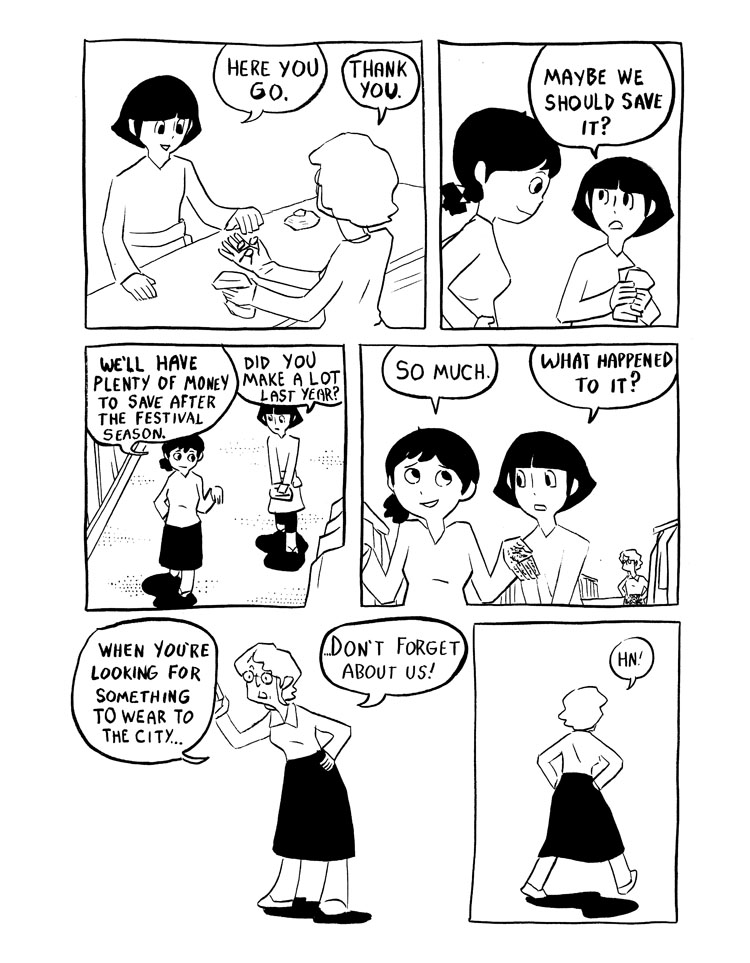 HERE YOU
GO.
THANK
YOU.
MAYBE WE
SHOULD SAVE
IT?
WE'LL HAVE
PLENTY OF MONEY
TO SAVE AFTER
THE FESTIVAL
SEASON.
DID YOU
MAKE A LOT
LAST YEAR?
SO MUCH.
WHAT HAPPENED
TO IT?
WHEN YOU'RE
LOOKING FOR
SOMETHING
TO WEAR TO
THE CITY...
...DON'T FORGET
ABOUT US!
HN!